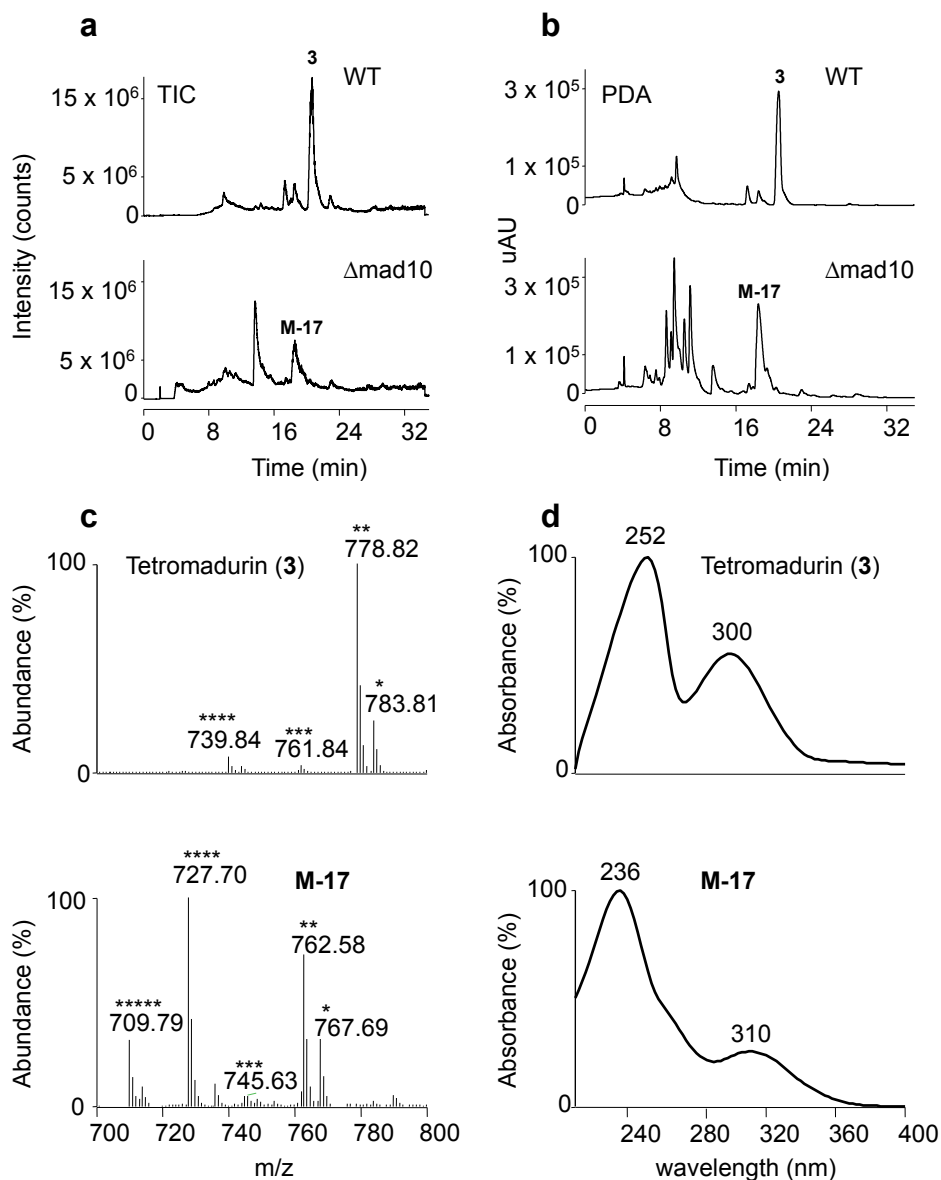 a
b
3
WT
TIC
15 x 10⁶
5 x 10⁶
0
Intensity (counts)
Δmad10
15 x 10⁶
M-17
5 x 10⁶
0
0 8 16 24 32
Time (min)
3
WT
PDA
3 x 10⁵
1 x 10⁵
0
uAU
Δmad10
3 x 10⁵
M-17
1 x 10⁵
0
0 8 16 24 32
Time (min)
c
d
**
778.82
100
Tetromadurin (3)
*
783.81
****
739.84
***
761.84
Abundance (%)
0
****
727.70
M-17
100
**
762.58
*
767.69
*****
709.79
***
745.63
Abundance (%)
0
700 720 740 760 780 800
m/z
252
100
Tetromadurin (3)
300
Absorbance (%)
0
236
M-17
100
310
Absorbance (%)
0
240 280 320 360 400
wavelength (nm)